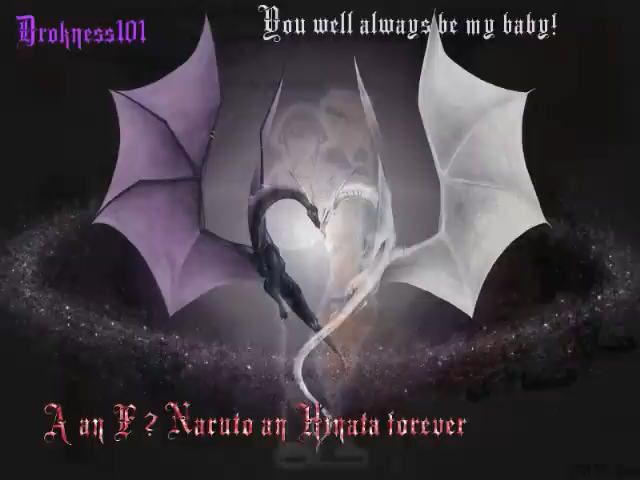 Drokness101
You well always be my baby!
A an F ? Naruto an Hinata forever